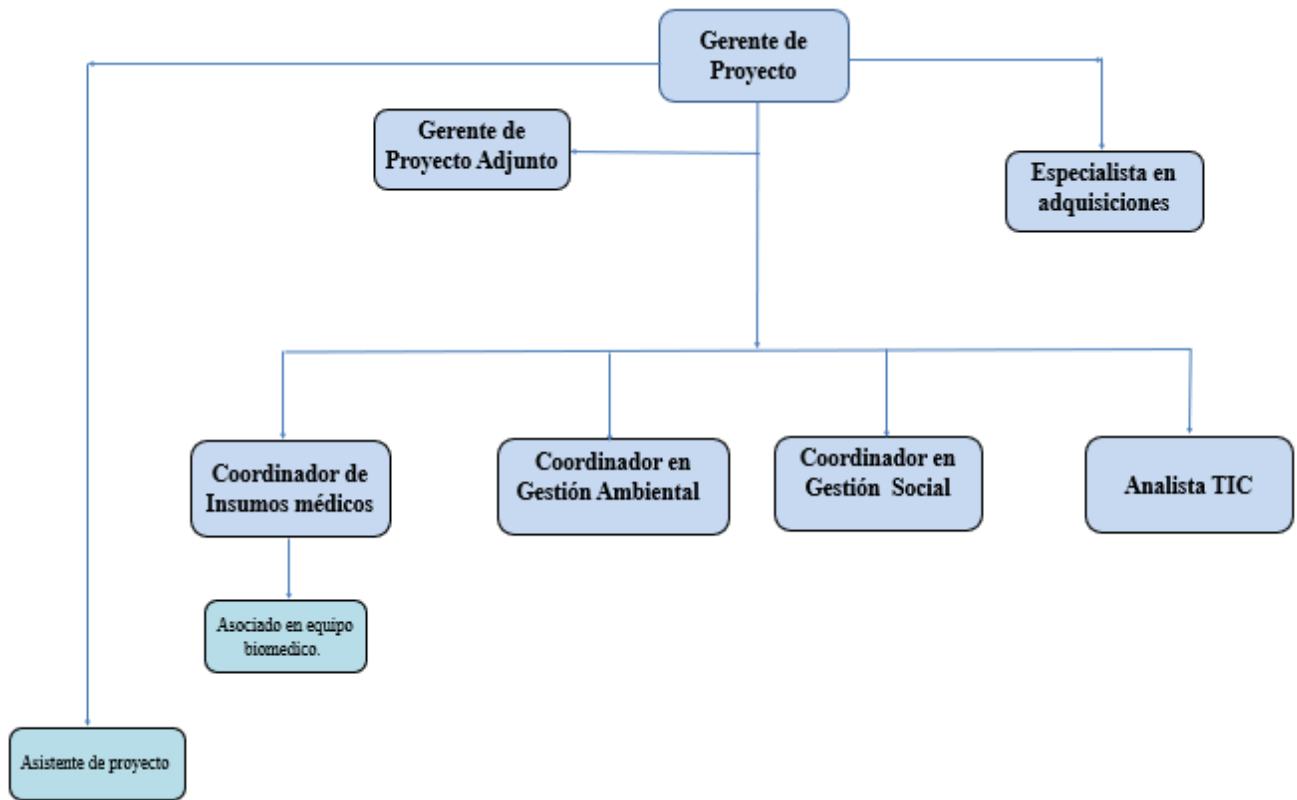 Gerente de
Proyecto
Gerente de
Proyecto Adjunto
Especialista en
adquisiciones
Coordinador de
Insumos médicos
Coordinador en
Gestión Ambiental
Coordinador en
Gestión Social
Analista TIC
Asociado en equipo
biomedico.
Asistente de proyecto